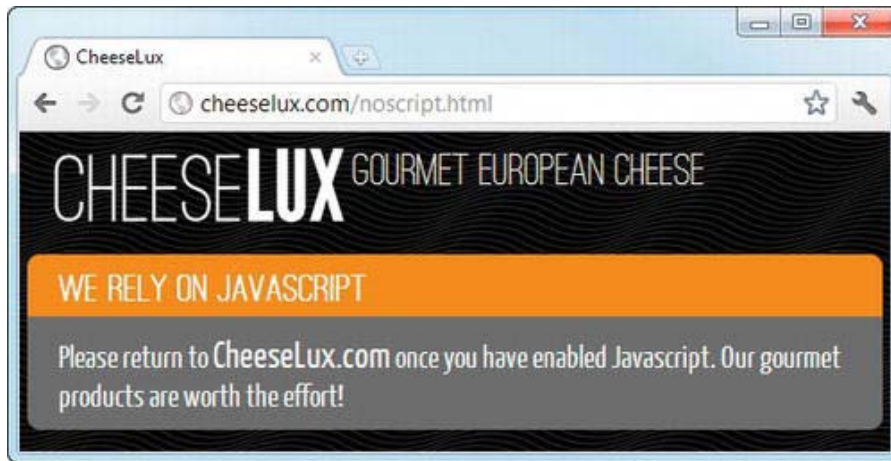 CheeseLux
cheeselux.com/noscript.html
CHEESELUX GOURMET EUROPEAN CHEESE
WE RELY ON JAVASCRIPT
Please return to CheeseLux.com once you have enabled Javascript. Our gourmet
products are worth the effort!